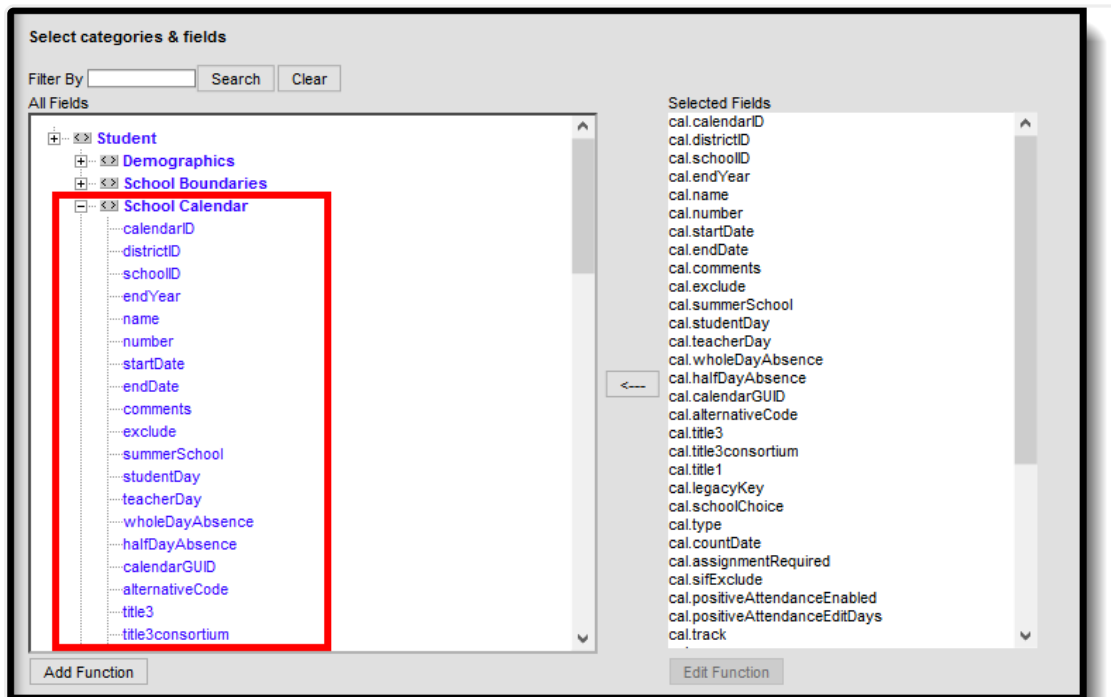 Select categories & fields
Filter By
Search
Clear
All Fields
Student
Demographics
School Boundaries
School Calendar
calendarID
districtID
schoolID
endYear
name
number
startDate
endDate
comments
exclude
summerSchool
studentDay
teacherDay
wholeDayAbsence
halfDayAbsence
calendarGUID
alternativeCode
title3
title3consortium
Add Function
<---
Selected Fields
cal.calendarID
cal.districtID
cal.schoolID
cal.endYear
cal.name
cal.number
cal.startDate
cal.endDate
cal.comments
cal.exclude
cal.summerSchool
cal.studentDay
cal.teacherDay
cal.wholeDayAbsence
cal.halfDayAbsence
cal.calendarGUID
cal.alternativeCode
cal.title3
cal.title3consortium
cal.title1
cal.legacyKey
cal.schoolChoice
cal.type
cal.countDate
cal.assignmentRequired
cal.sifExclude
cal.positiveAttendanceEnabled
cal.positiveAttendanceEditDays
cal.track
Edit Function